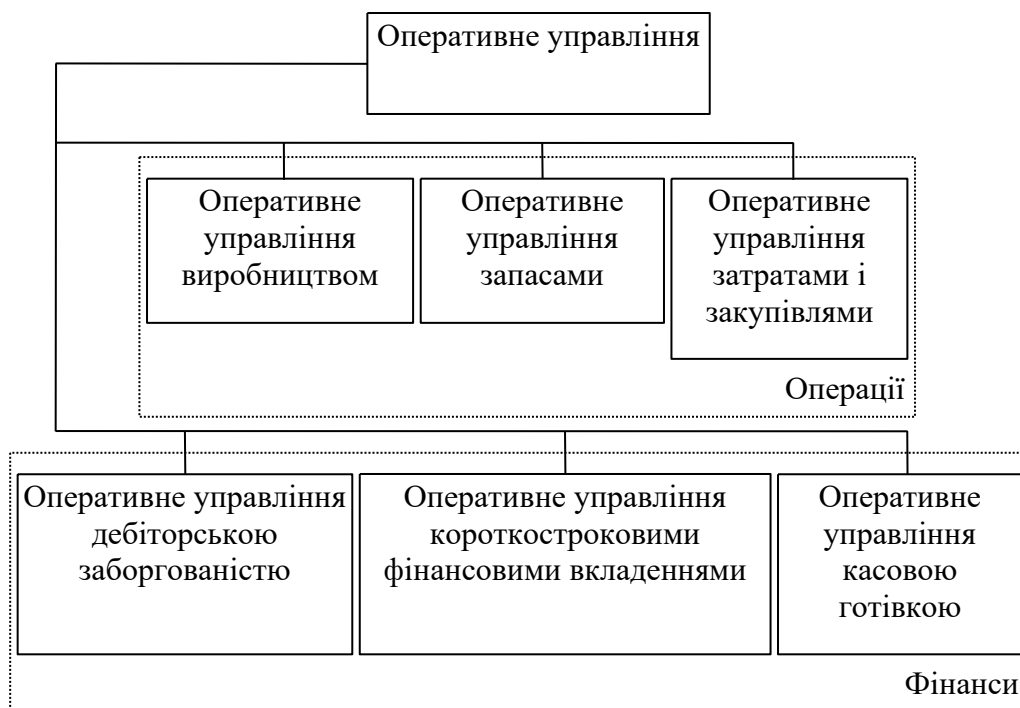 Оперативне управління
Оперативне
управління
виробництвом
Оперативне
управління
запасами
Оперативне
управління
затратами і
закупівлями
Операції
Оперативне управління
дебіторською
заборгованістю
Оперативне управління
короткостроковими
фінансовими вкладеннями
Оперативне
управління
касовою
готівкою
Фінанси